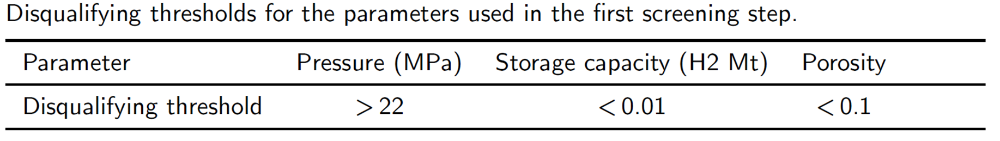 Disqualifying thresholds for the parameters used in the first screening step.
Parameter Pressure (MPa) Storage capacity (H2 Mt) Porosity
Disqualifying threshold > 22 < 0.01 < 0.1